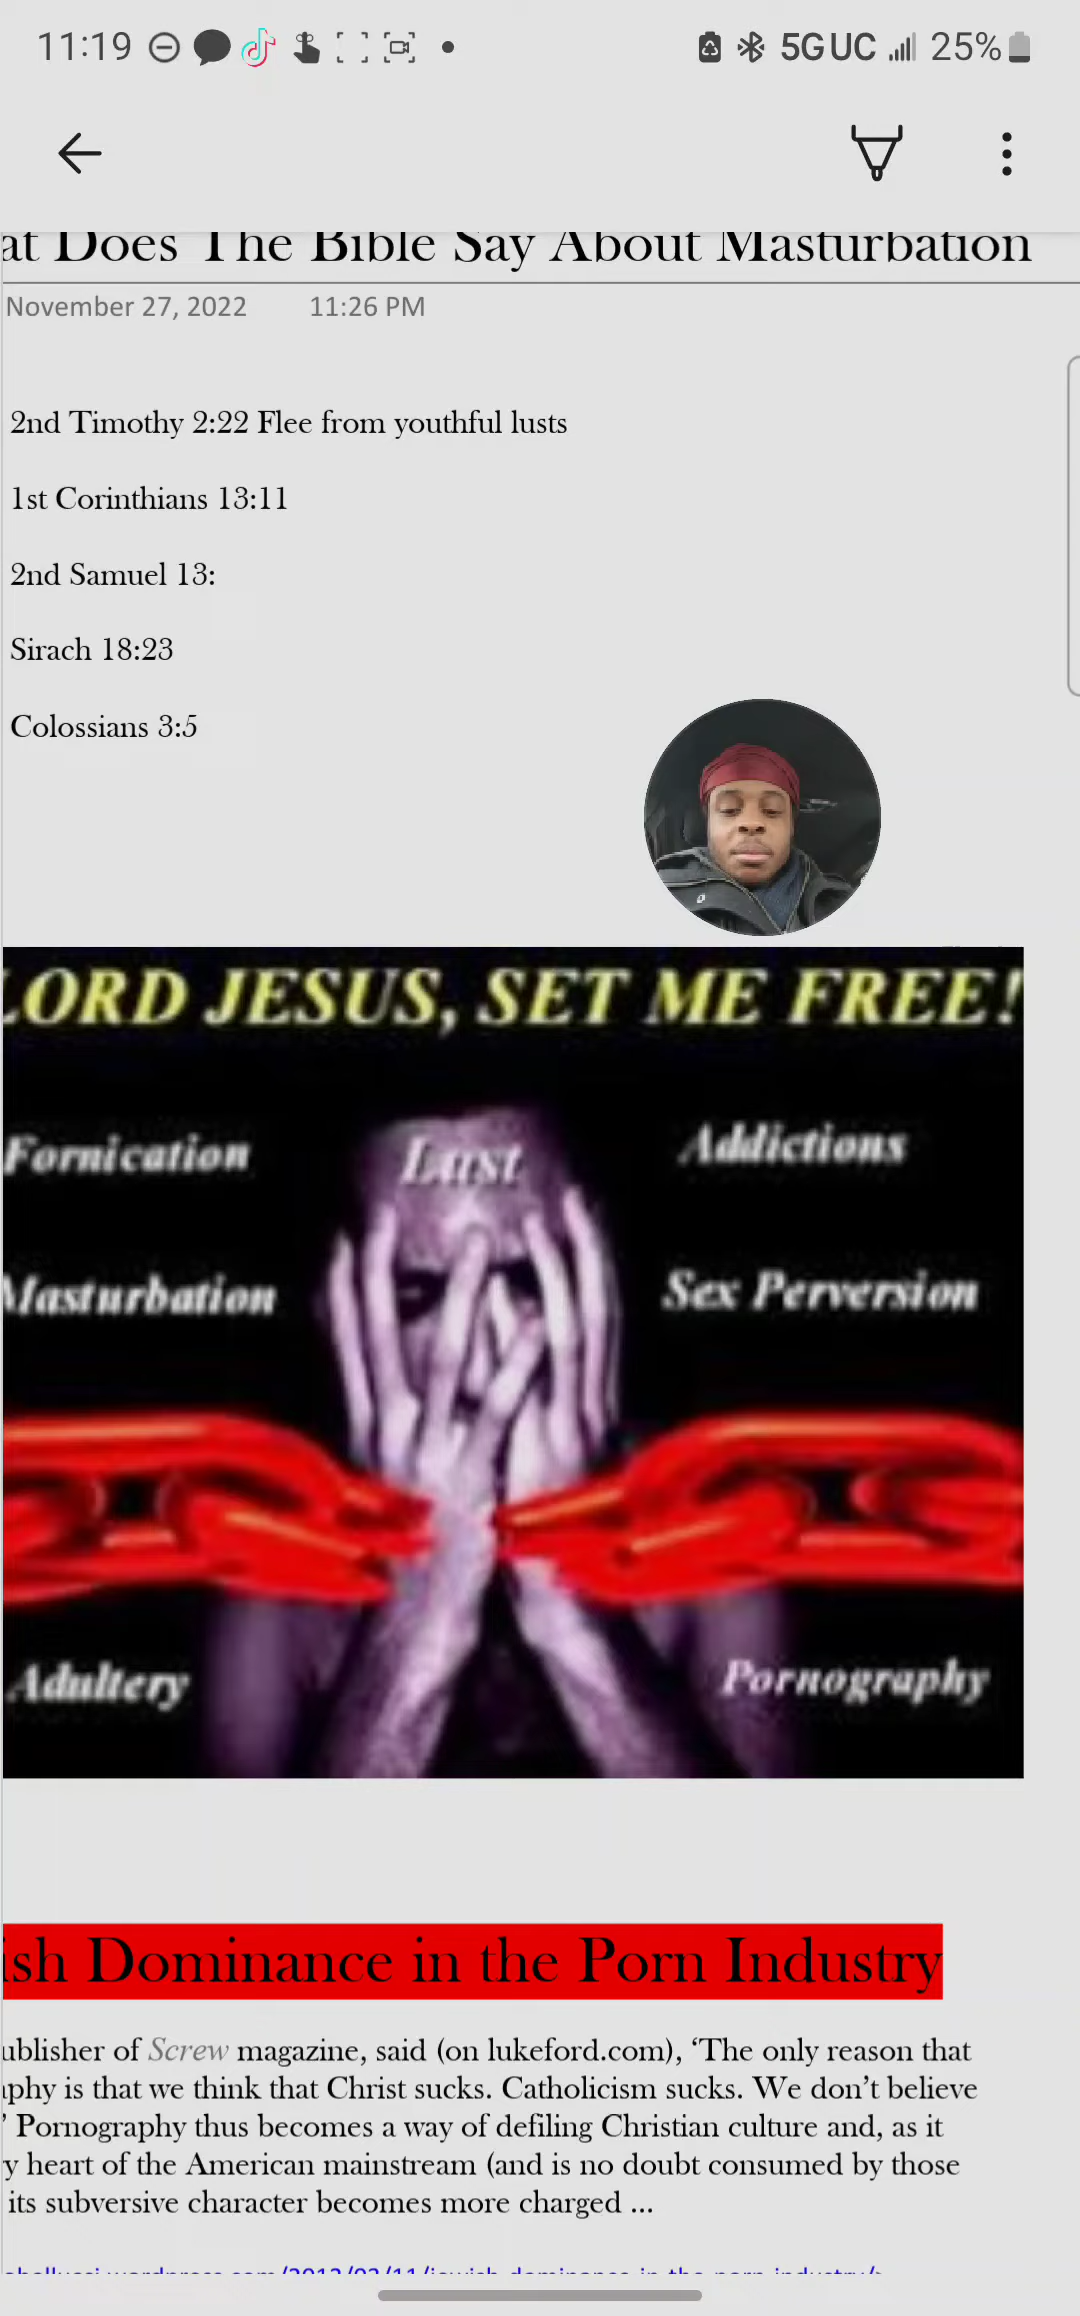 11:19 5G UC 25%
at Does The Bible Say About Masturbation
November 27, 2022 11:26 PM
2nd Timothy 2:22 Flee from youthful lusts
1st Corinthians 13:11
2nd Samuel 13:
Sirach 18:23
Colossians 3:5
LORD JESUS, SET ME FREE!
Fornication Lust Addictions
Masturbation Sex Perversion
Adultery Pornography
ish Dominance in the Porn Industry
ublisher of Screw magazine, said (on lukeford.com), ‘The only reason that
phy is that we think that Christ sucks. Catholicism sucks. We don’t believe
’ Pornography thus becomes a way of defiling Christian culture and, as it
y heart of the American mainstream (and is no doubt consumed by those
its subversive character becomes more charged ...